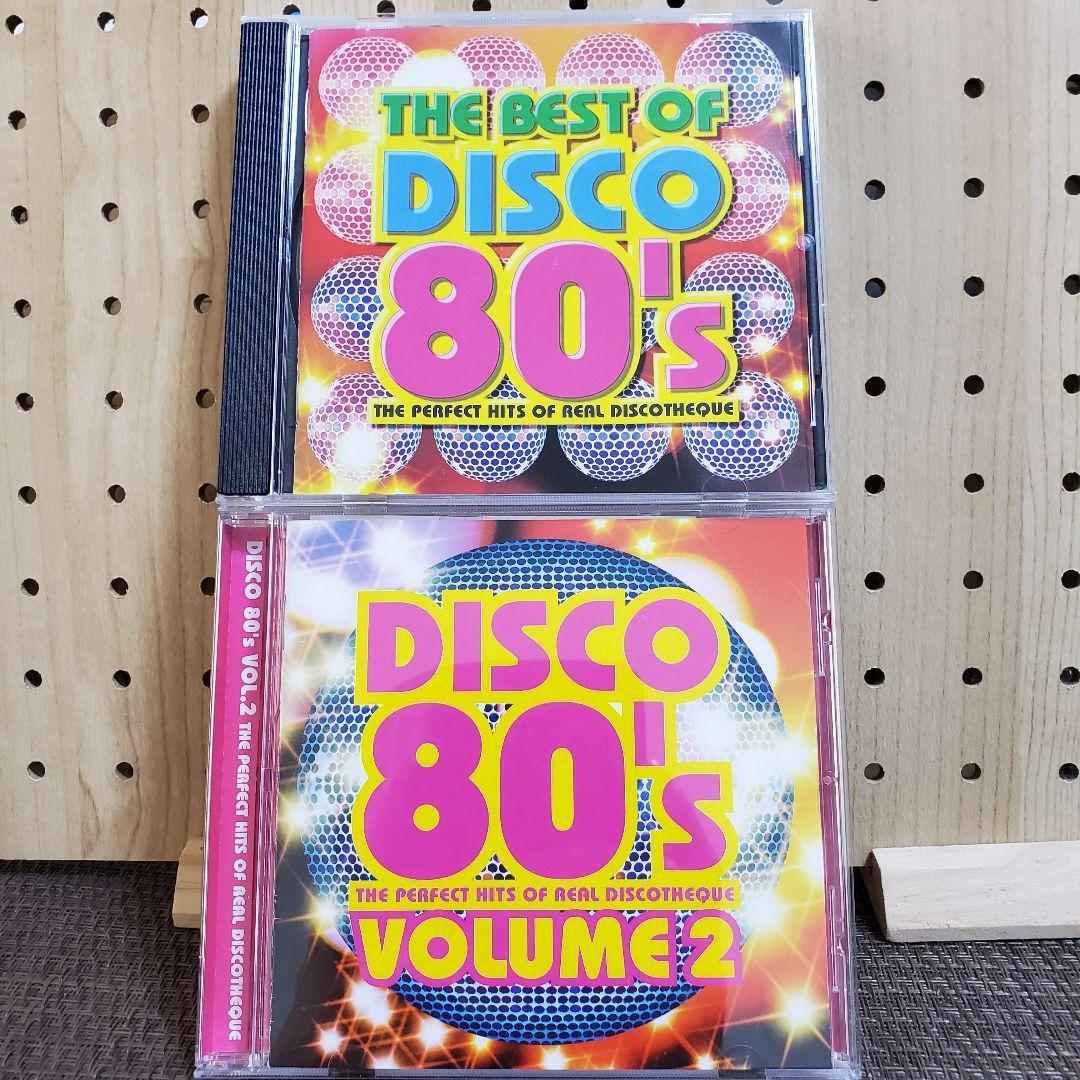 THE BEST OF
DISCO
80's
THE PERFECT HITS OF REAL DISCOTHEQUE
DISCO 80's VOL.2 THE PERFECT HITS OF REAL DISCOTHEQUE
DISCO
80's
THE PERFECT HITS OF REAL DISCOTHEQUE
VOLUME 2